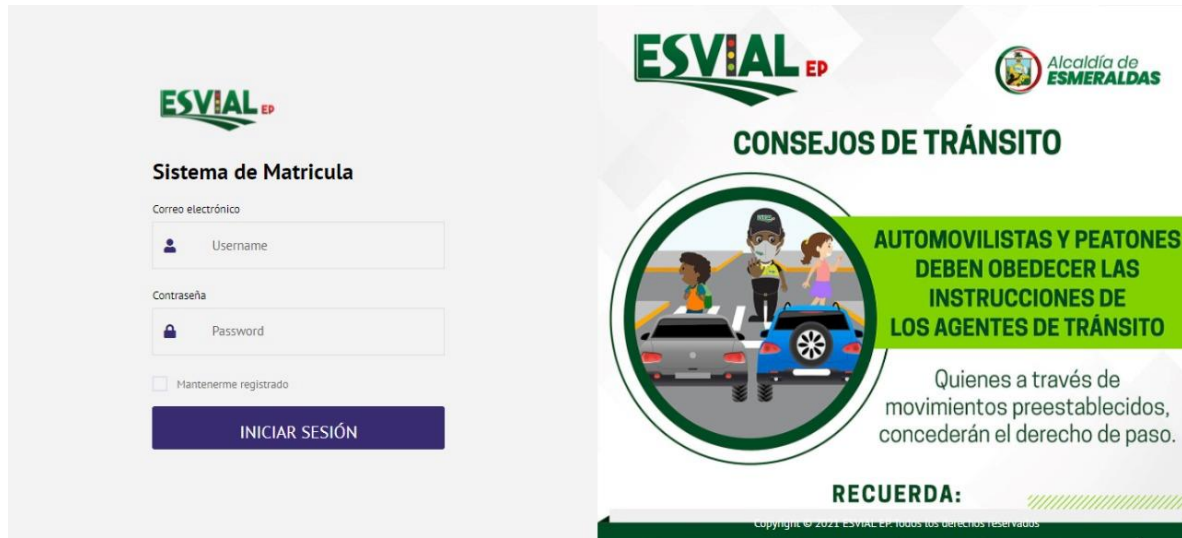 ESVIAL EP
Sistema de Matricula
Correo electrónico
Username
Contraseña
Password
Mantenerme registrado
INICIAR SESIÓN
ESVIAL EP
Alcaldía de
ESMERALDAS
CONSEJOS DE TRÁNSITO
AUTOMOVILISTAS Y PEATONES
DEBEN OBEDECER LAS
INSTRUCCIONES DE
LOS AGENTES DE TRÁNSITO
Quienes a través de
movimientos preestablecidos,
concederán el derecho de paso.
RECUERDA:
Copyright © 2021 ESVIAL EP. Todos los derechos reservados